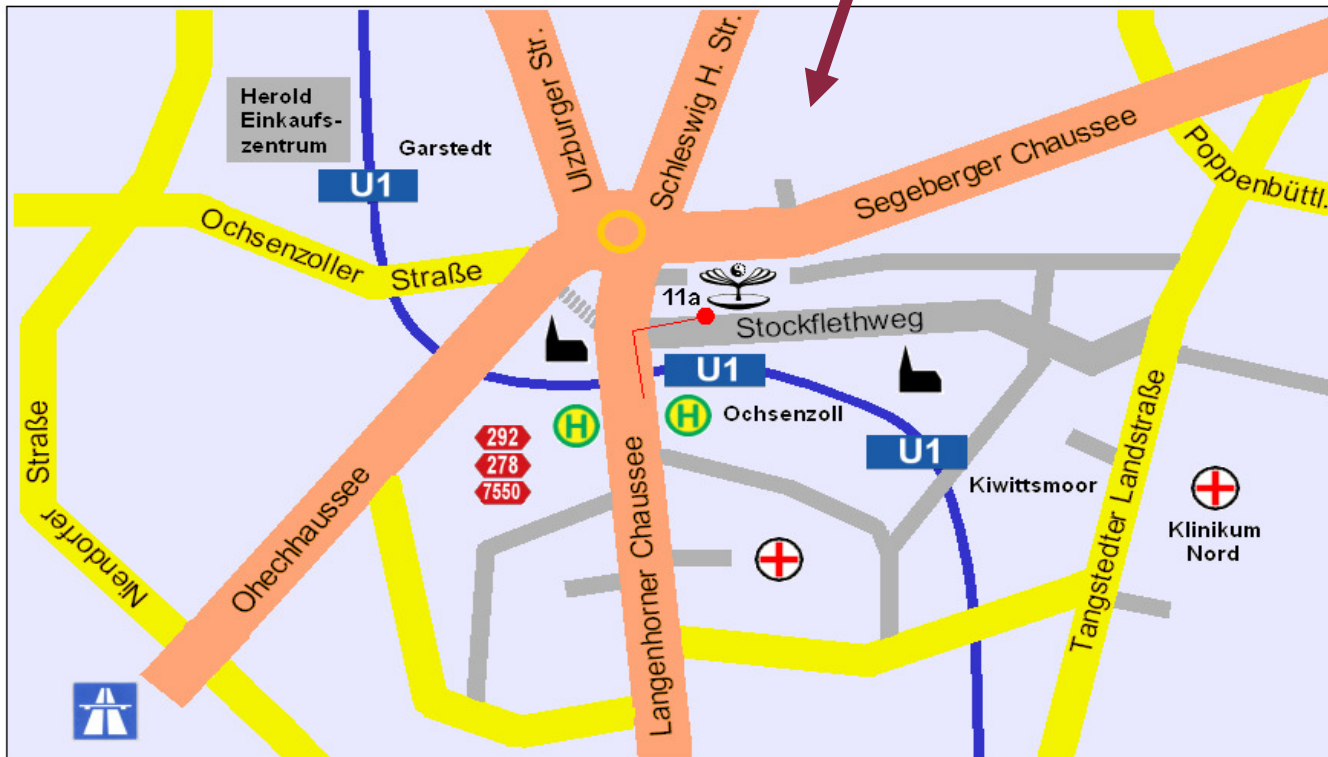 Ulzburger Str.
Schleswig H. Str.
Herold
Einkaufs-
zentrum
Garstedt
U1
Segeberger Chaussee
Poppenbüttl.
Ochsenzoller Straße
11a
Stockflethweg
U1
H
H
Ochsenzoll
292
278
7550
U1
Kiwittsmoor
Straße
Niendorfer
Ohechhaussee
Langenhorner Chaussee
Tangstedter Landstraße
Klinikum
Nord